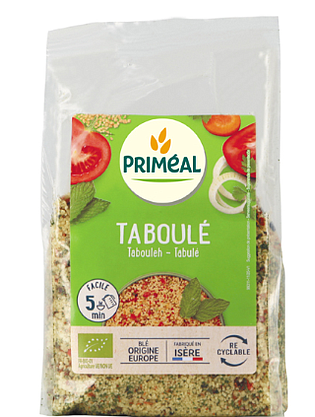 PRIMÉAL
TABOULÉ
Tabouleh – Tabulé
FACILE
5
min
BLÉ
ORIGINE
EUROPE
FABRIQUÉ EN
ISÈRE
RE
CYCLABLE